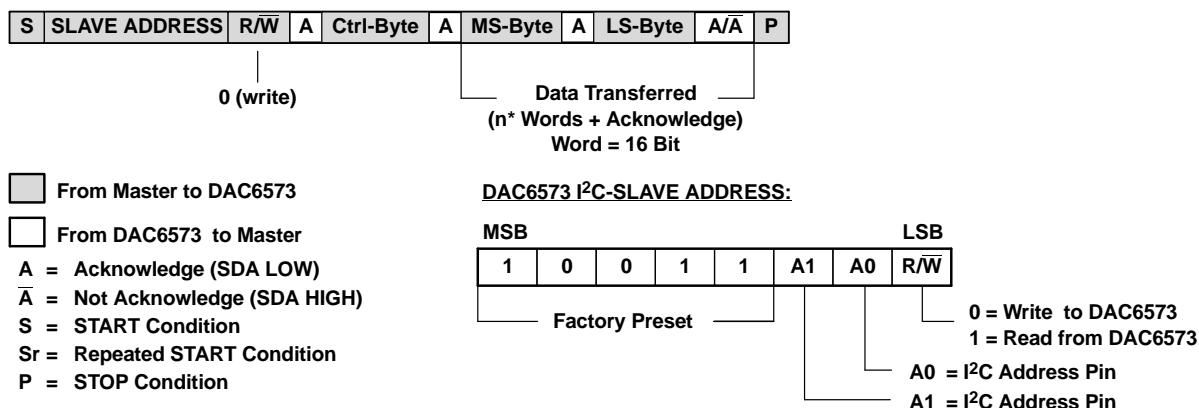 S SLAVE ADDRESS R/W̅ A Ctrl-Byte A MS-Byte A LS-Byte A/A̅ P
0 (write)
Data Transferred
(n* Words + Acknowledge)
Word = 16 Bit
From Master to DAC6573
From DAC6573 to Master
A = Acknowledge (SDA LOW)
A̅ = Not Acknowledge (SDA HIGH)
S = START Condition
Sr = Repeated START Condition
P = STOP Condition
DAC6573 I²C-SLAVE ADDRESS:
MSB LSB
1 0 0 1 1 A1 A0 R/W̅
Factory Preset
0 = Write to DAC6573
1 = Read from DAC6573
A0 = I²C Address Pin
A1 = I²C Address Pin